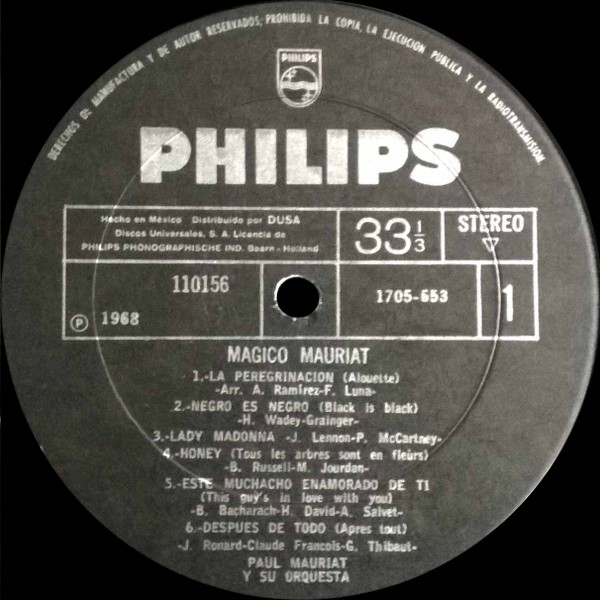 DERECHOS DE MANUFACTURA Y DE AUTOR RESERVADOS; PROHIBIDA LA COPIA, LA EJECUCION PUBLICA Y LA RADIOTRANSMISION
PHILIPS
PHILIPS
Hecho en México Distribuido por DUSA
Discos Universales, S. A. Licencia de
PHILIPS PHONOGRAPHISCHE IND. Baarn - Holland
33 1/3
STEREO
110156
Ⓟ 1968
1705-653
1
MAGICO MAURIAT
1.-LA PEREGRINACION (Alouette)
-Arr. A. Ramirez-F. Luna-
2.-NEGRO ES NEGRO (Black is black)
-H. Wadey-Grainger-
3.-LADY MADONNA -J. Lennon-P. McCartney-
4.-HONEY (Tous les arbres sont en fleurs)
-B. Russell-M. Jourdan-
5.-ESTE MUCHACHO ENAMORADO DE TI
(This guy's in love with you)
-B. Bacharach-H. David-A. Salvet-
6.-DESPUES DE TODO (Apres tout)
-J. Ronard-Claude Francois-G. Thibaut-
PAUL MAURIAT
Y SU ORQUESTA